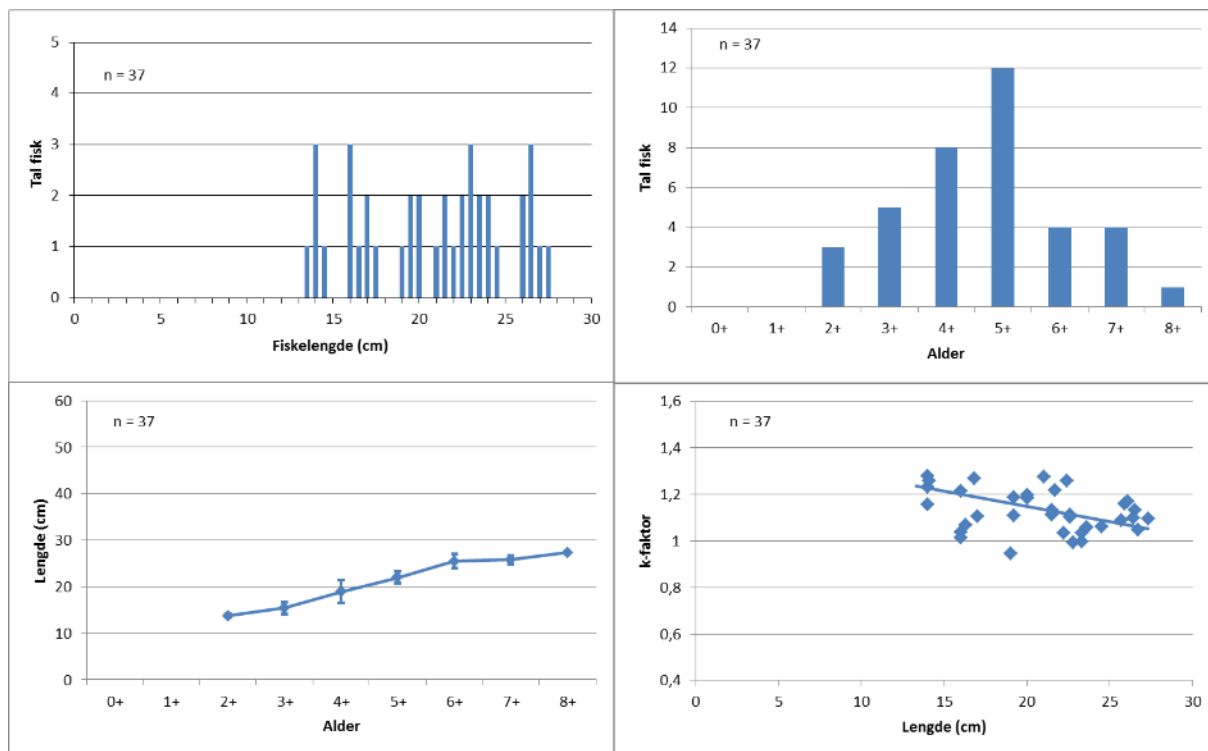 5
n = 37
4
3
2
1
0
Tal fisk
0 5 10 15 20 25 30
Fiskelengde (cm)
14
n = 37
12
10
8
6
4
2
0
Tal fisk
0+ 1+ 2+ 3+ 4+ 5+ 6+ 7+ 8+
Alder
60
n = 37
50
40
30
20
10
0
Lengde (cm)
0+ 1+ 2+ 3+ 4+ 5+ 6+ 7+ 8+
Alder
1,6
n = 37
1,4
1,2
1
0,8
0,6
0,4
k-faktor
0 5 10 15 20 25 30
Lengde (cm)